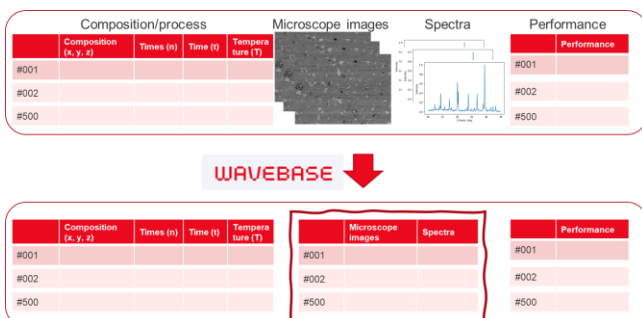 Composition/process Microscope images Spectra Performance
Composition (x, y, z) Times (n) Time (t) Tempera ture (T) Performance
#001 #001
#002 #002
#500 #500
WAVEBASE
Composition (x, y, z) Times (n) Time (t) Tempera ture (T) Microscope images Spectra Performance
#001 #001 #001
#002 #002 #002
#500 #500 #500